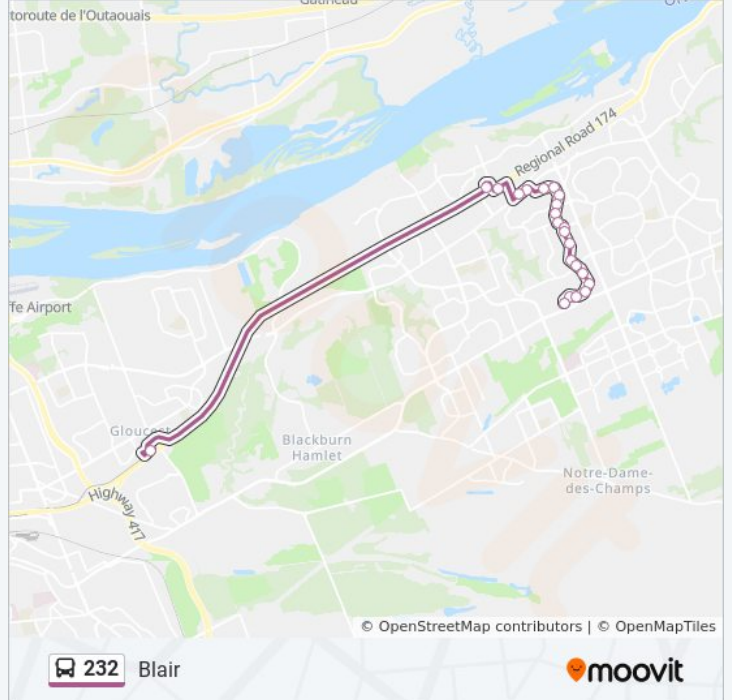 Gatineau
toroute de l'Outaouais
Regional Road 174
ffe Airport
Glouces
Blackburn
Hamlet
Notre-Dame-
des-Champs
Highway 417
© OpenStreetMap contributors | © OpenMapTiles
232 Blair
moovit